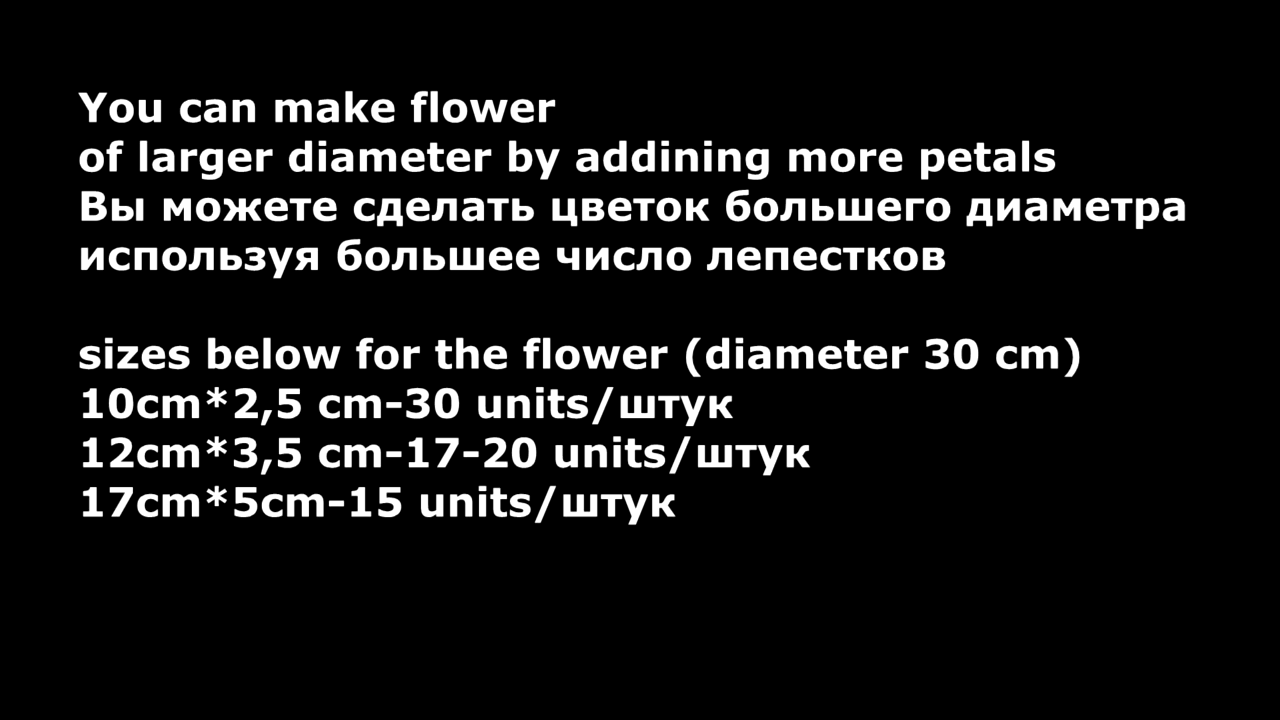 You can make flower
of larger diameter by addining more petals
Вы можете сделать цветок большего диаметра
используя большее число лепестков
sizes below for the flower (diameter 30 cm)
10cm*2,5 cm-30 units/штук
12cm*3,5 cm-17-20 units/штук
17cm*5cm-15 units/штук